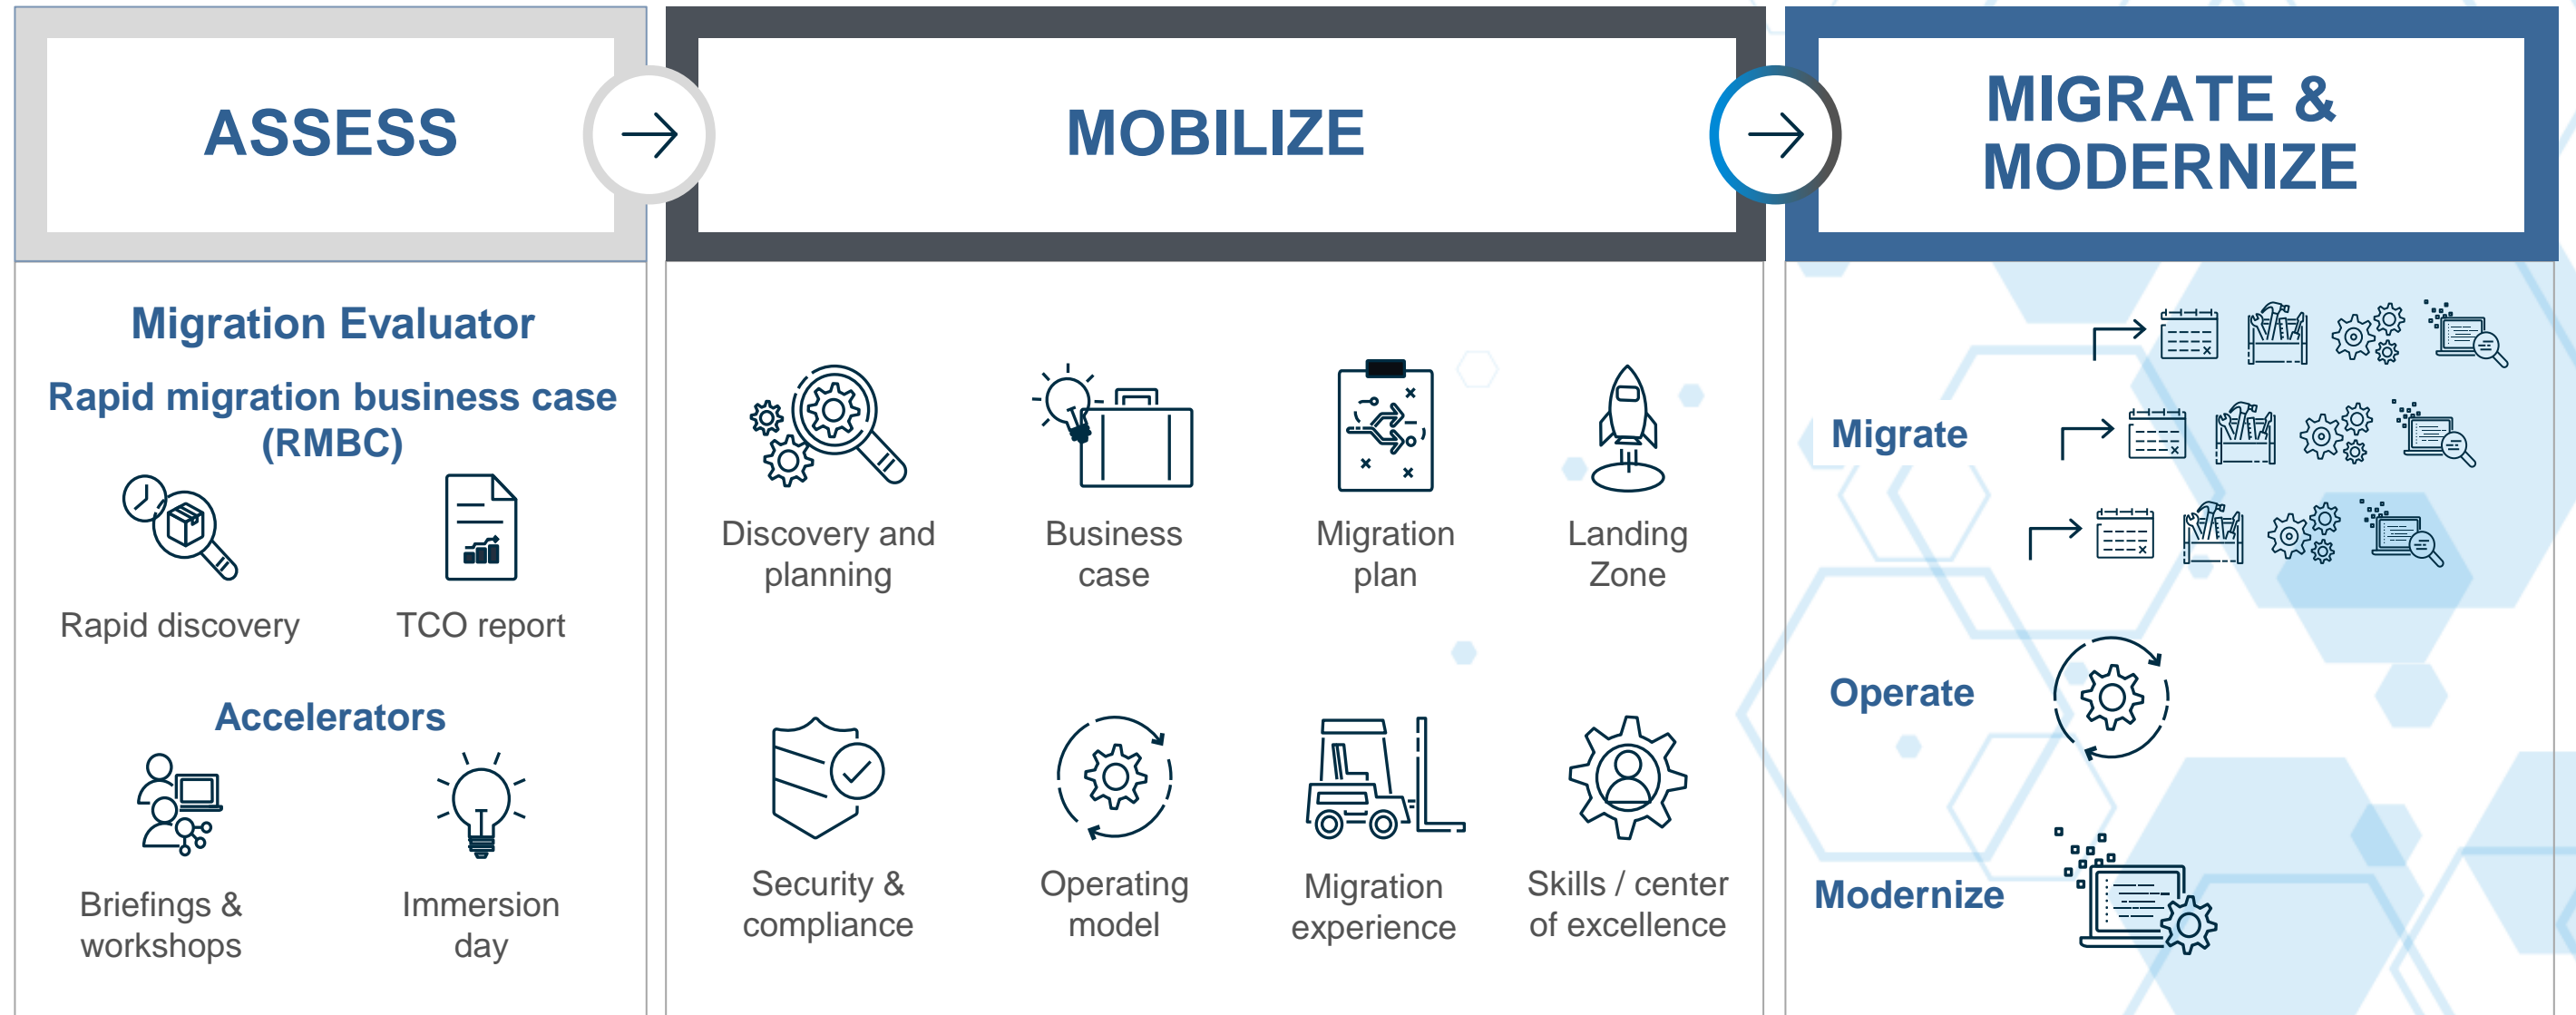 ASSESS
MOBILIZE
MIGRATE &
MODERNIZE
Migration Evaluator
Rapid migration business case
(RMBC)
Rapid discovery
TCO report
Accelerators
Briefings &
workshops
Immersion
day
Discovery and
planning
Business
case
Migration
plan
Landing
Zone
Security &
compliance
Operating
model
Migration
experience
Skills / center
of excellence
Migrate
Operate
Modernize